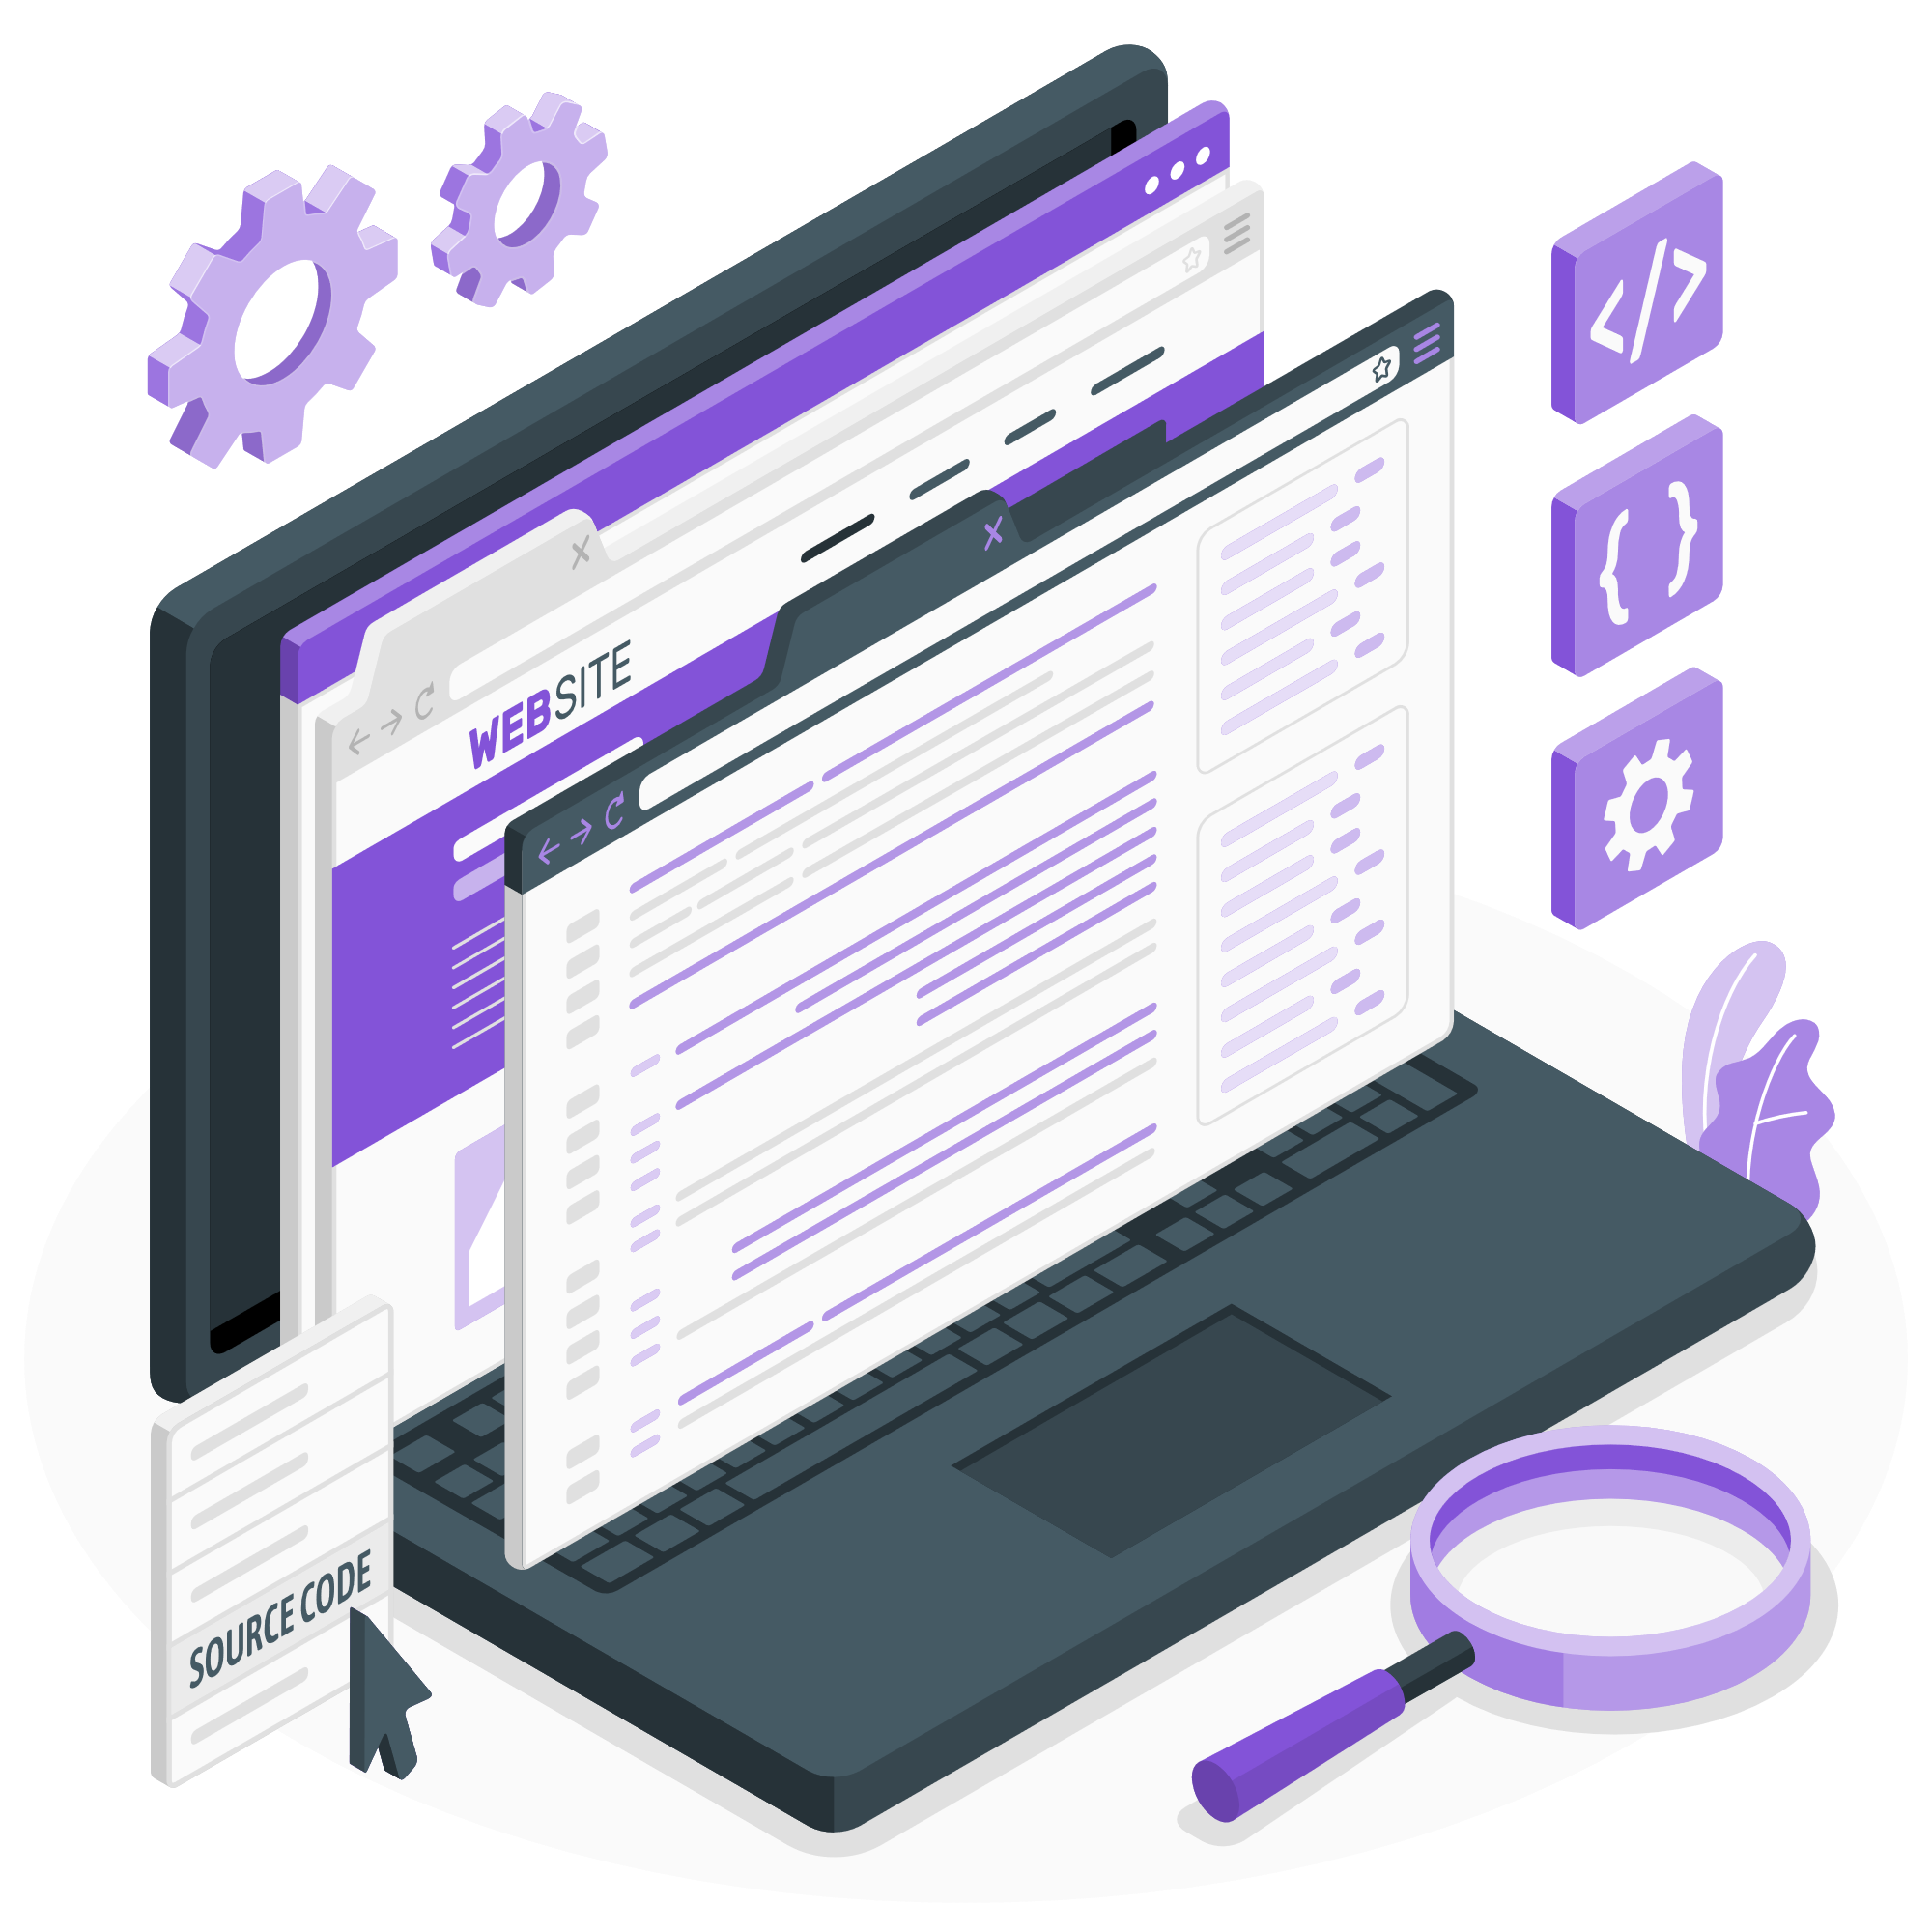 WEBSITE
</>
{ }
SOURCE CODE